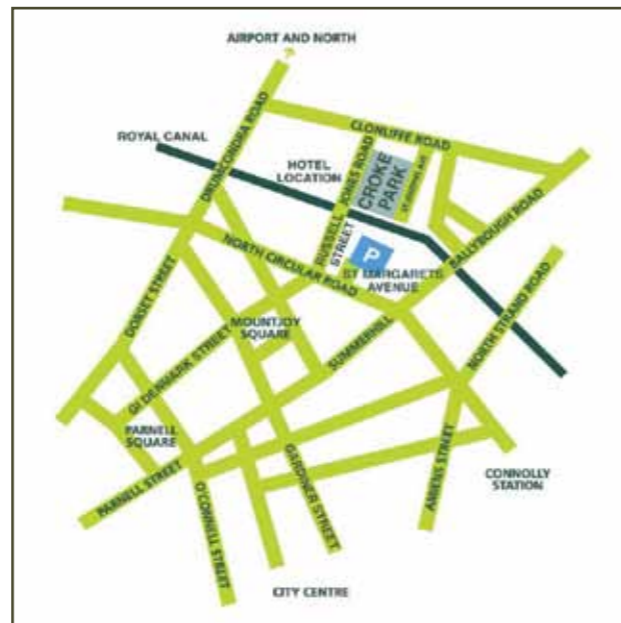 AIRPORT AND NORTH
DRUMCONDRA ROAD
CLONLIFFE ROAD
ROYAL CANAL
HOTEL
LOCATION
JONES ROAD
CROKE
PARK
RUSSELL
STREET
P
ST MARGARETS
AVENUE
BALLYBOUGH ROAD
NORTH CIRCULAR ROAD
NORTH STRAND ROAD
DORSET STREET
MOUNTJOY
SQUARE
SUMMERHILL
DENMARK STREET
PARNELL
SQUARE
PARNELL STREET
O'CONNELL STREET
GARDINER STREET
AMIENS STREET
CONNOLLY
STATION
CITY CENTRE